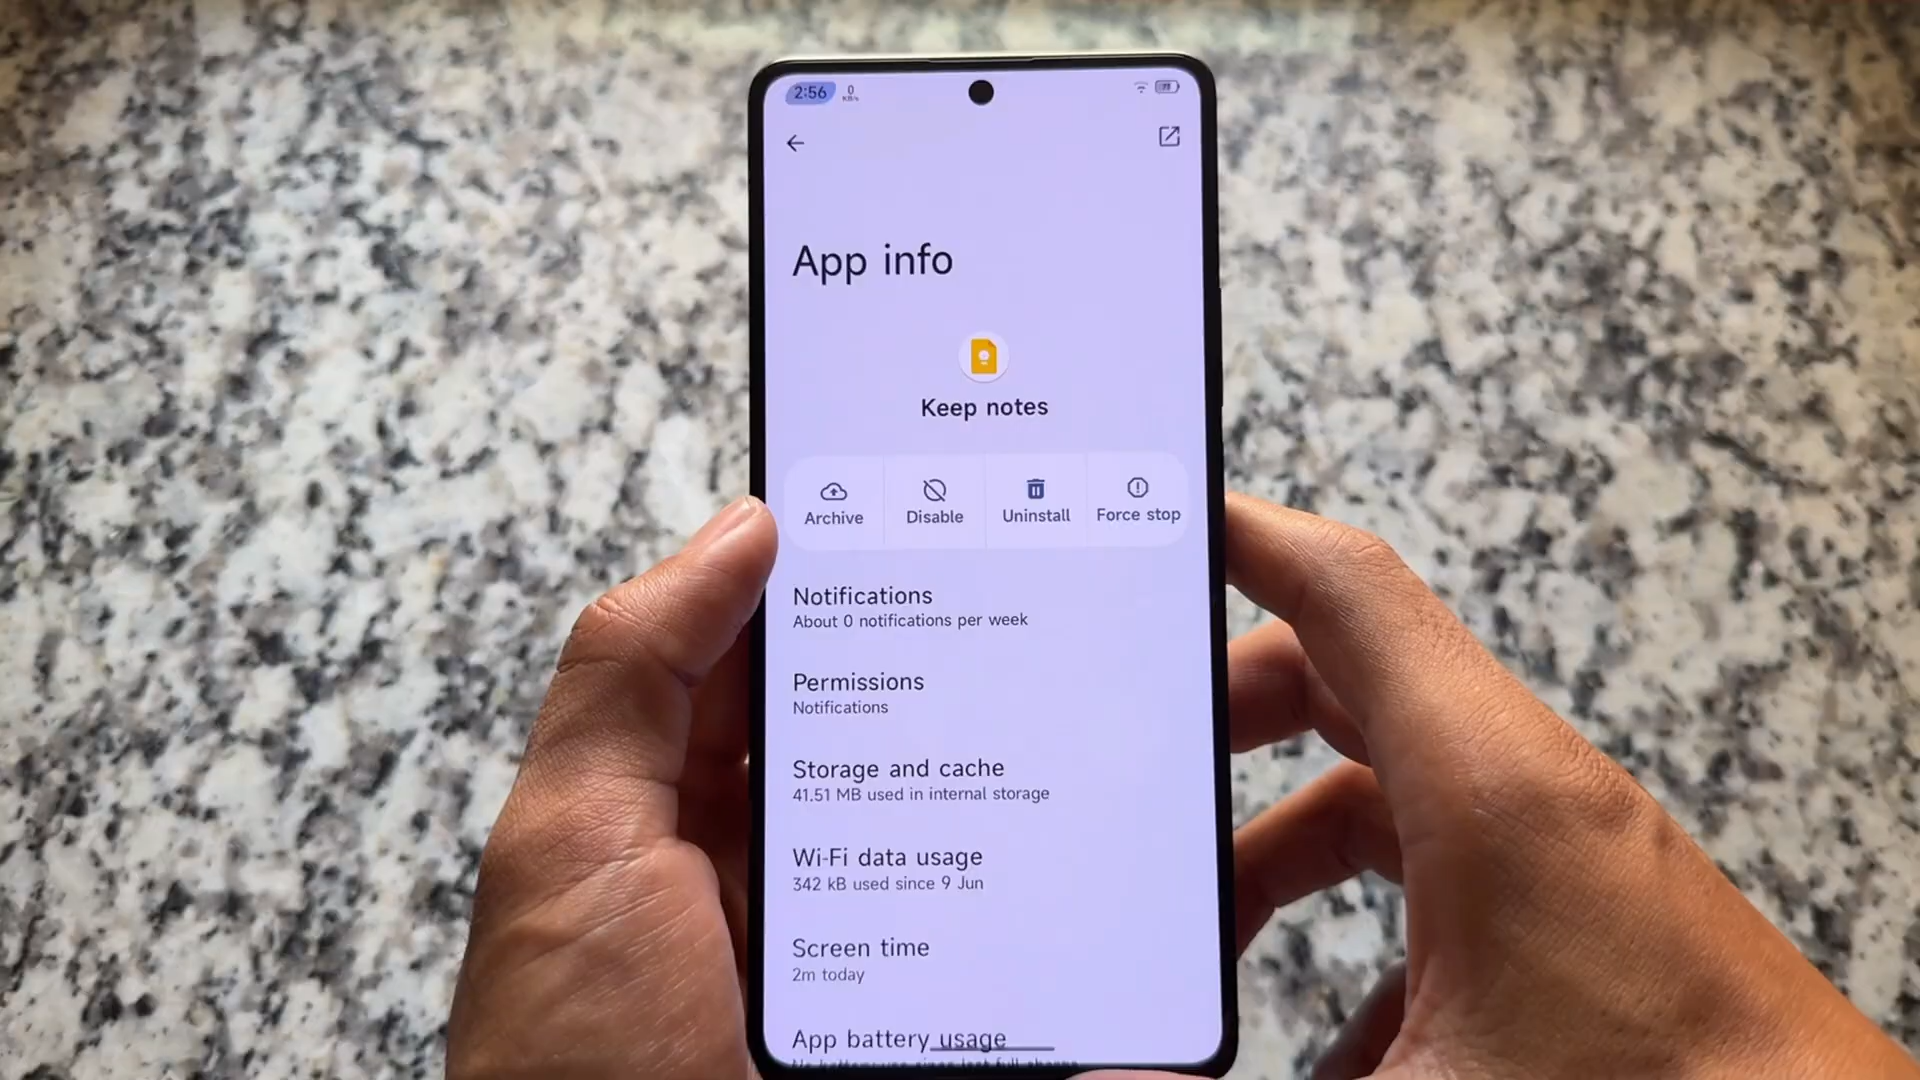 2:56 0 KB/s
App info
Keep notes
Archive Disable Uninstall Force stop
Notifications
About 0 notifications per week
Permissions
Notifications
Storage and cache
41.51 MB used in internal storage
Wi-Fi data usage
342 kB used since 9 Jun
Screen time
2m today
App battery usage